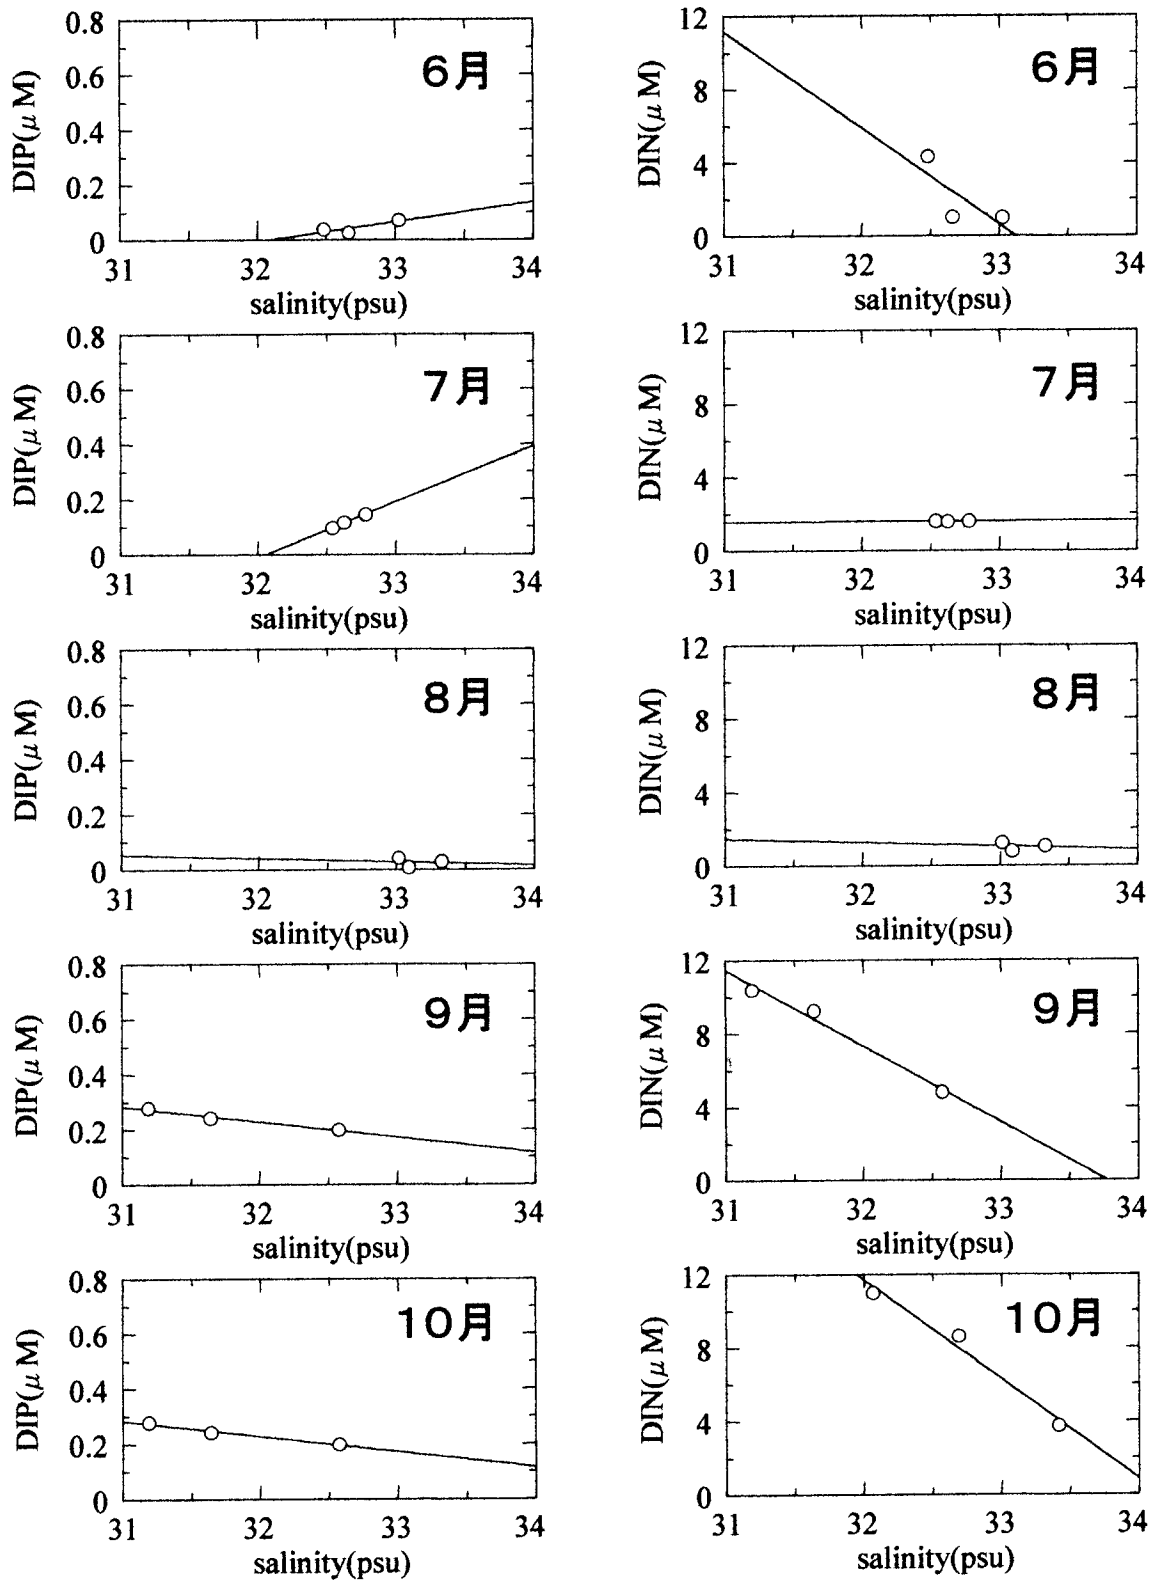 DIP(μM)
0.8
0.6
0.4
0.2
0
6月
31 32 33 34
salinity(psu)
DIN(μM)
12
8
4
0
6月
31 32 33 34
salinity(psu)
DIP(μM)
0.8
0.6
0.4
0.2
0
7月
31 32 33 34
salinity(psu)
DIN(μM)
12
8
4
0
7月
31 32 33 34
salinity(psu)
DIP(μM)
0.8
0.6
0.4
0.2
0
8月
31 32 33 34
salinity(psu)
DIN(μM)
12
8
4
0
8月
31 32 33 34
salinity(psu)
DIP(μM)
0.8
0.6
0.4
0.2
0
9月
31 32 33 34
salinity(psu)
DIN(μM)
12
8
4
0
9月
31 32 33 34
salinity(psu)
DIP(μM)
0.8
0.6
0.4
0.2
0
10月
31 32 33 34
salinity(psu)
DIN(μM)
12
8
4
0
10月
31 32 33 34
salinity(psu)